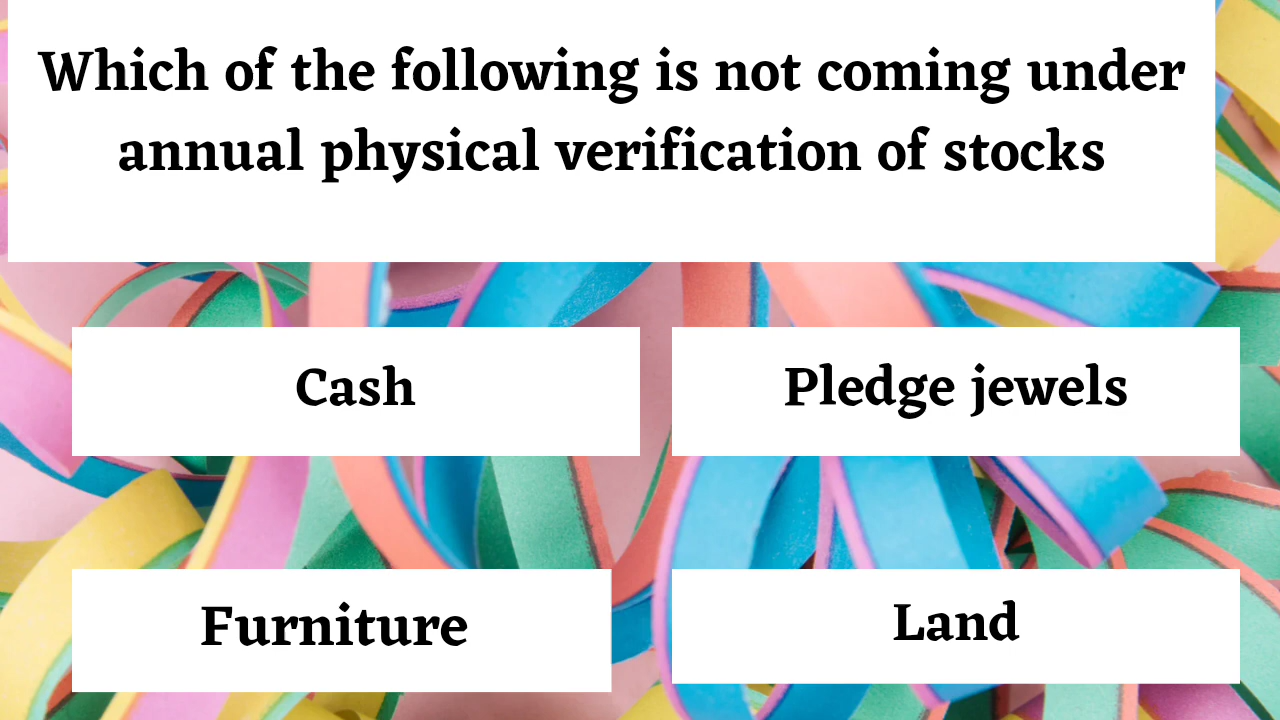 Which of the following is not coming under
annual physical verification of stocks
Cash
Pledge jewels
Furniture
Land